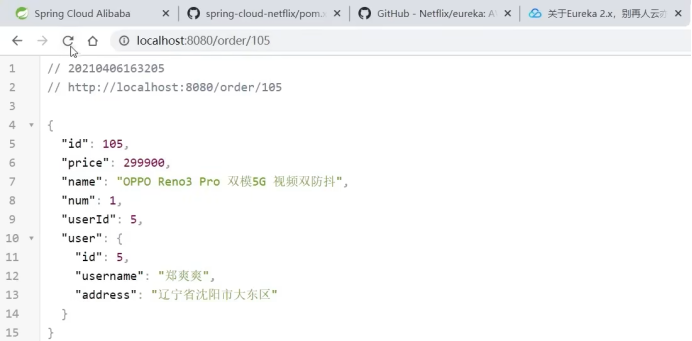 Spring Cloud Alibaba
spring-cloud-netflix/pom.x
GitHub - Netflix/eureka: A
关于Eureka 2.x，别再人云
localhost:8080/order/105
1 // 20210406163205
2 // http://localhost:8080/order/105
3
4 {
5 "id": 105,
6 "price": 299900,
7 "name": "OPPO Reno3 Pro 双模5G 视频双防抖",
8 "num": 1,
9 "userId": 5,
10 "user": {
11 "id": 5,
12 "username": "郑爽爽",
13 "address": "辽宁省沈阳市大东区"
14 }
15 }